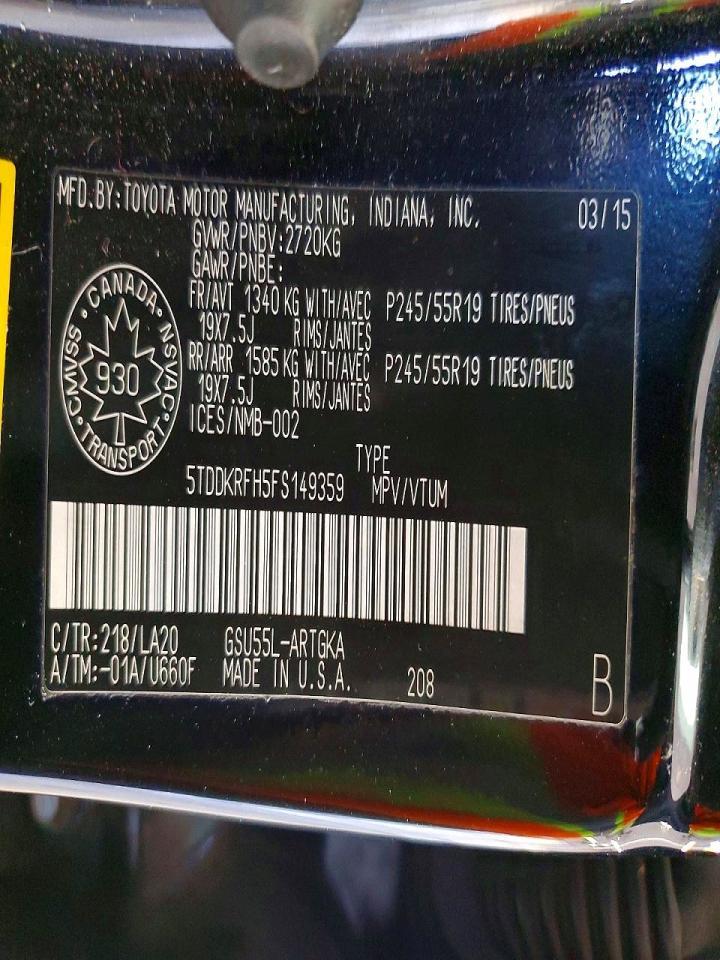 MFD.BY:TOYOTA MOTOR MANUFACTURING, INDIANA, INC. 03/15
GVWR/PNBV:2720KG
GAWR/PNBE:
FR/AVT 1340 KG WITH/AVEC P245/55R19 TIRES/PNEUS
19X7.5J RIMS/JANTES
RR/ARR 1585 KG WITH/AVEC P245/55R19 TIRES/PNEUS
19X7.5J RIMS/JANTES
ICES/NMB-002
·CANADA·
CMVSS · NSVAC
930
·TRANSPORT·
TYPE
5TDDKRFH5FS149359 MPV/VTUM
C/TR:218/LA20 GSU55L-ARTGKA
A/TM:-01A/U660F MADE IN U.S.A. 208
B